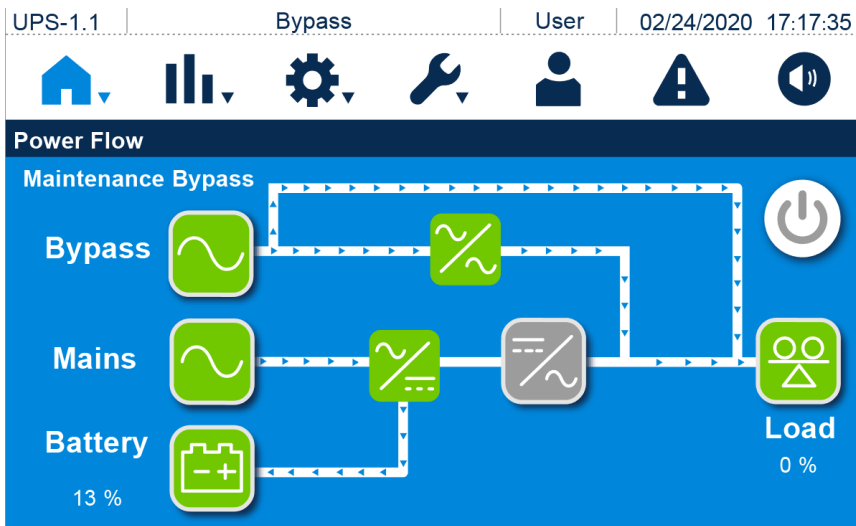 UPS-1.1 Bypass User 02/24/2020 17:17:35
Power Flow
Maintenance Bypass
Bypass
Mains
Battery
13 %
Load
0 %